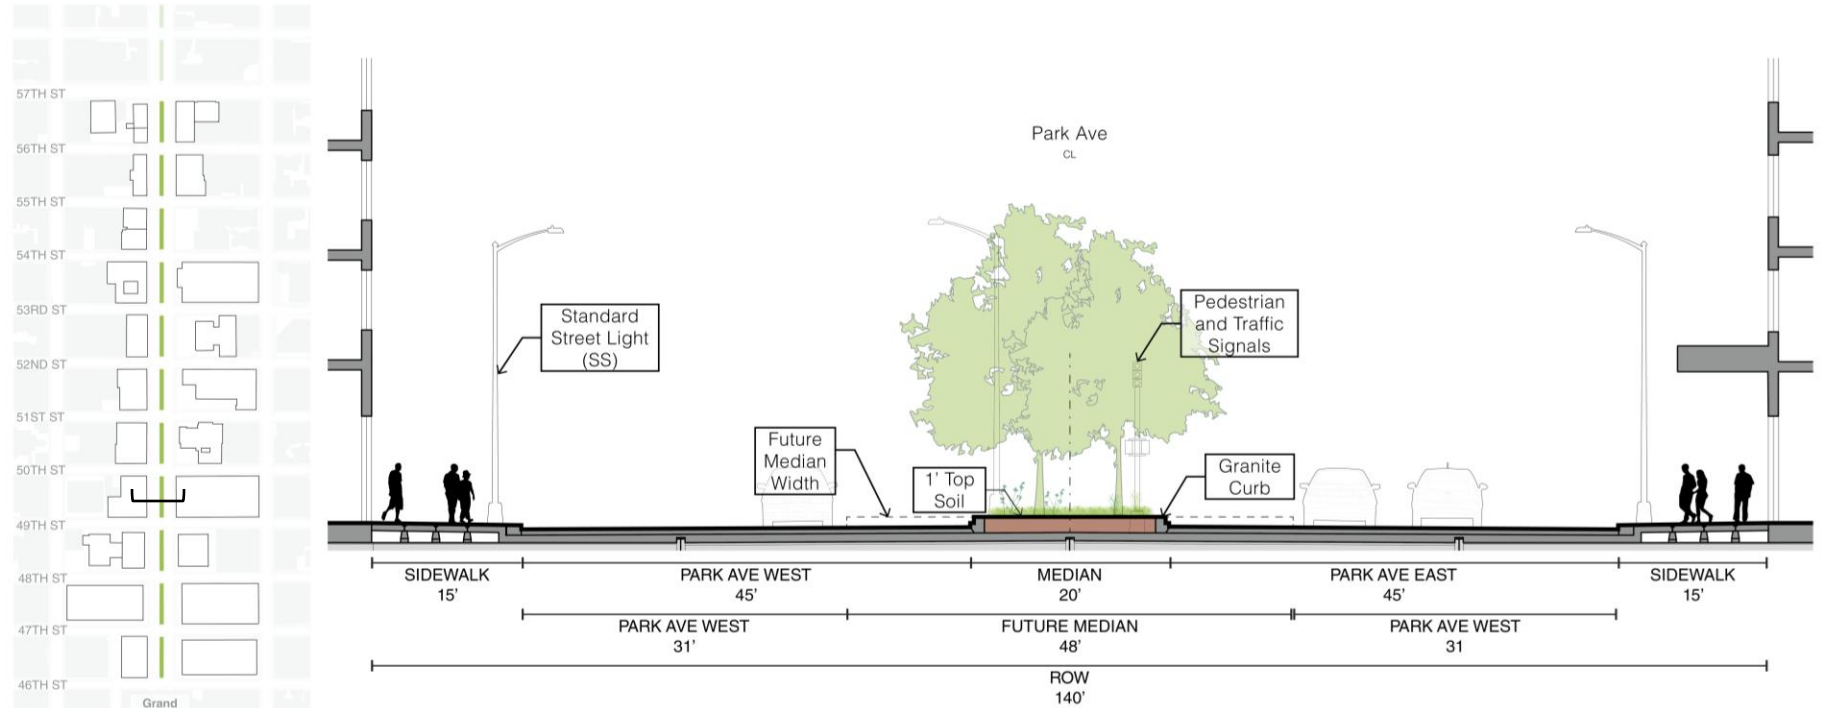 57TH ST
56TH ST
55TH ST
54TH ST
53RD ST
52ND ST
51ST ST
50TH ST
49TH ST
48TH ST
47TH ST
46TH ST
Grand
Park Ave
CL
Standard
Street Light
(SS)
Pedestrian
and Traffic
Signals
Future
Median
Width
1' Top
Soil
Granite
Curb
SIDEWALK
15'
PARK AVE WEST
45'
MEDIAN
20'
PARK AVE EAST
45'
SIDEWALK
15'
PARK AVE WEST
31'
FUTURE MEDIAN
48'
PARK AVE WEST
31
ROW
140'